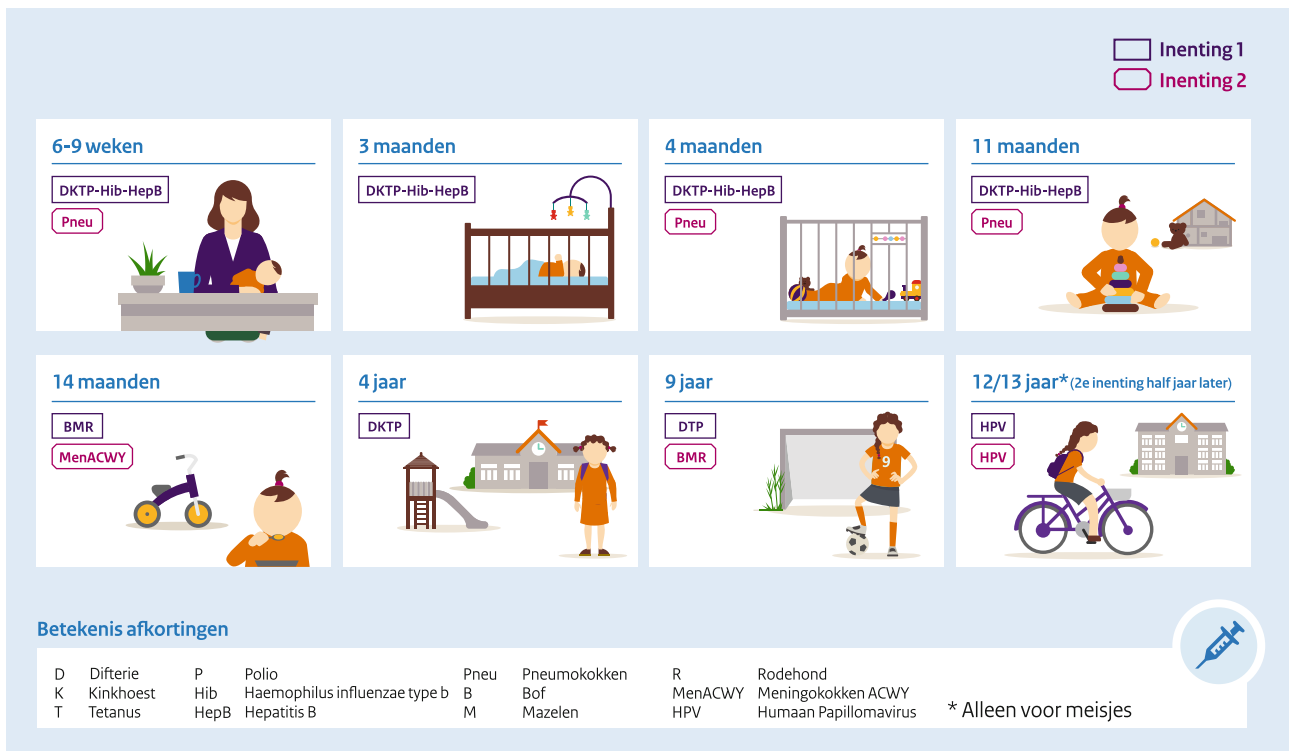 Inenting 1
Inenting 2
6-9 weken
DKTP-Hib-HepB
Pneu
3 maanden
DKTP-Hib-HepB
4 maanden
DKTP-Hib-HepB
Pneu
11 maanden
DKTP-Hib-HepB
Pneu
14 maanden
BMR
MenACWY
4 jaar
DKTP
9 jaar
DTP
BMR
9
12/13 jaar* (2e inenting half jaar later)
HPV
HPV
Betekenis afkortingen
D Difterie P Polio Pneu Pneumokokken R Rodehond
K Kinkhoest Hib Haemophilus influenzae type b B Bof MenACWY Meningokokken ACWY
T Tetanus HepB Hepatitis B M Mazelen HPV Humaan Papillomavirus
* Alleen voor meisjes